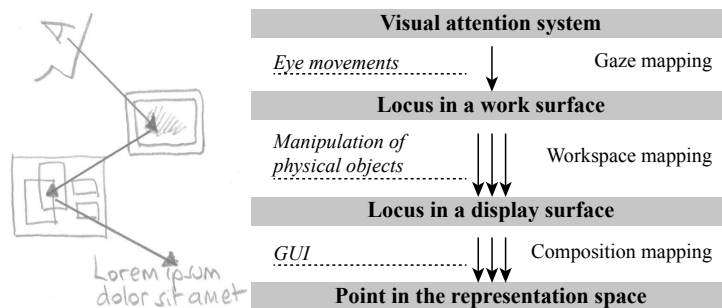 Visual attention system
Eye movements
Gaze mapping
Locus in a work surface
Manipulation of
physical objects
Workspace mapping
Locus in a display surface
GUI
Composition mapping
Point in the representation space
Lorem ipsum
dolor sit amet